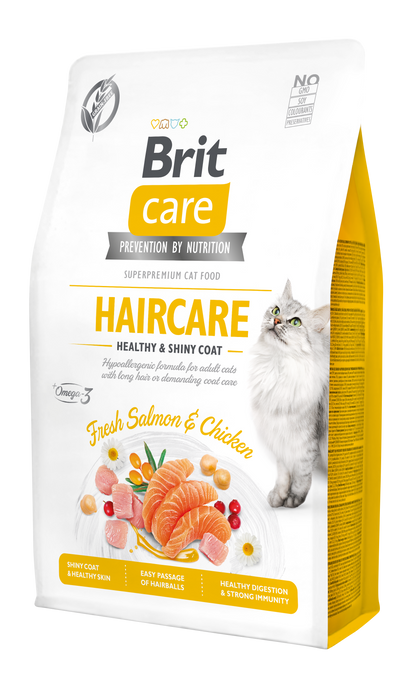 NO
GMO
SOY
COLOURANTS
PRESERVATIVES
Brit
care
PREVENTION BY NUTRITION
SUPERPREMIUM CAT FOOD
HAIRCARE
HEALTHY & SHINY COAT
Hypoallergenic formula for adult cats
with long hair or demanding coat care
+Omega-3
Fresh Salmon & Chicken
SHINY COAT
& HEALTHY SKIN
EASY PASSAGE
OF HAIRBALLS
HEALTHY DIGESTION
& STRONG IMMUNITY